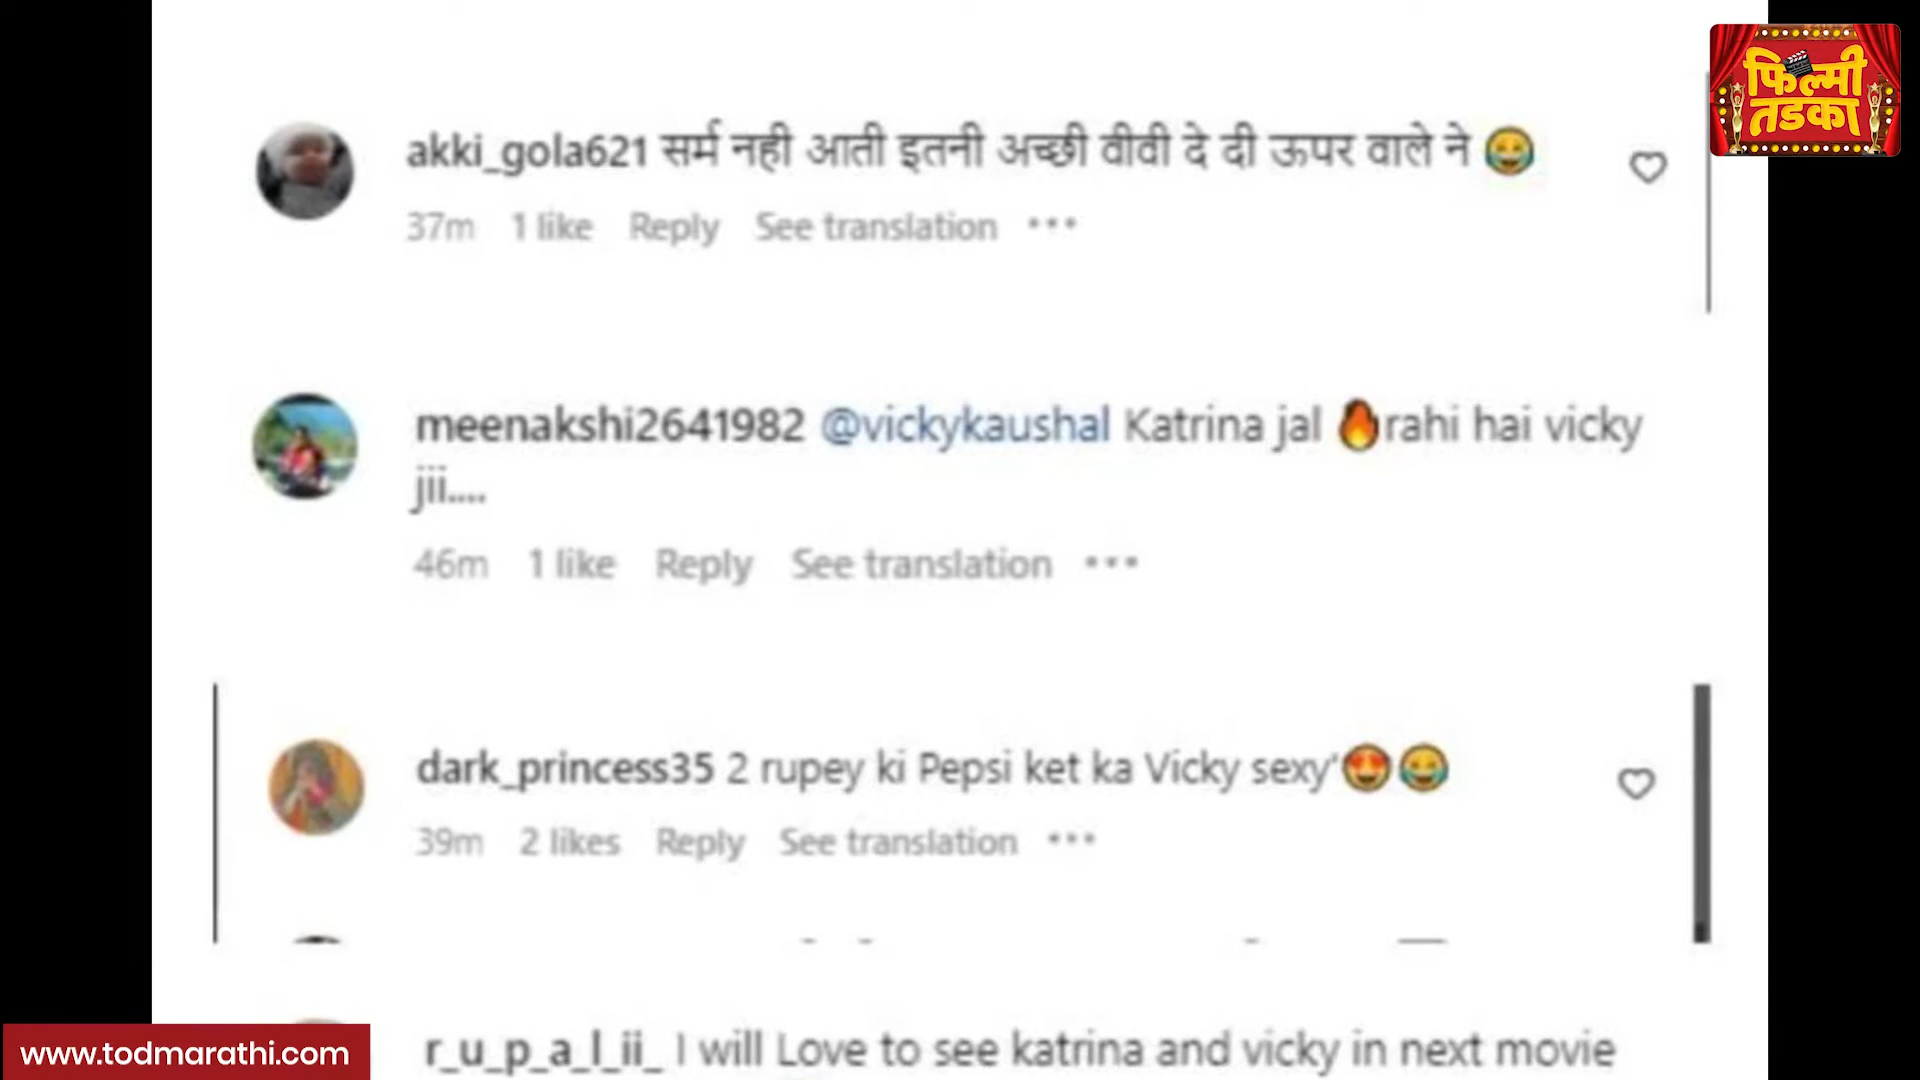 फिल्मी
तडका
akki_gola621 सर्म नही आती इतनी अच्छी वीवी दे दी ऊपर वाले ने 😂
37m 1 like Reply See translation •••
meenakshi2641982 @vickykaushal Katrina jal 🔥rahi hai vicky
jii....
46m 1 like Reply See translation •••
dark_princess35 2 rupey ki Pepsi ket ka Vicky sexy'😍😂
39m 2 likes Reply See translation •••
r_u_p_a_l_ii_ I will Love to see katrina and vicky in next movie
www.todmarathi.com